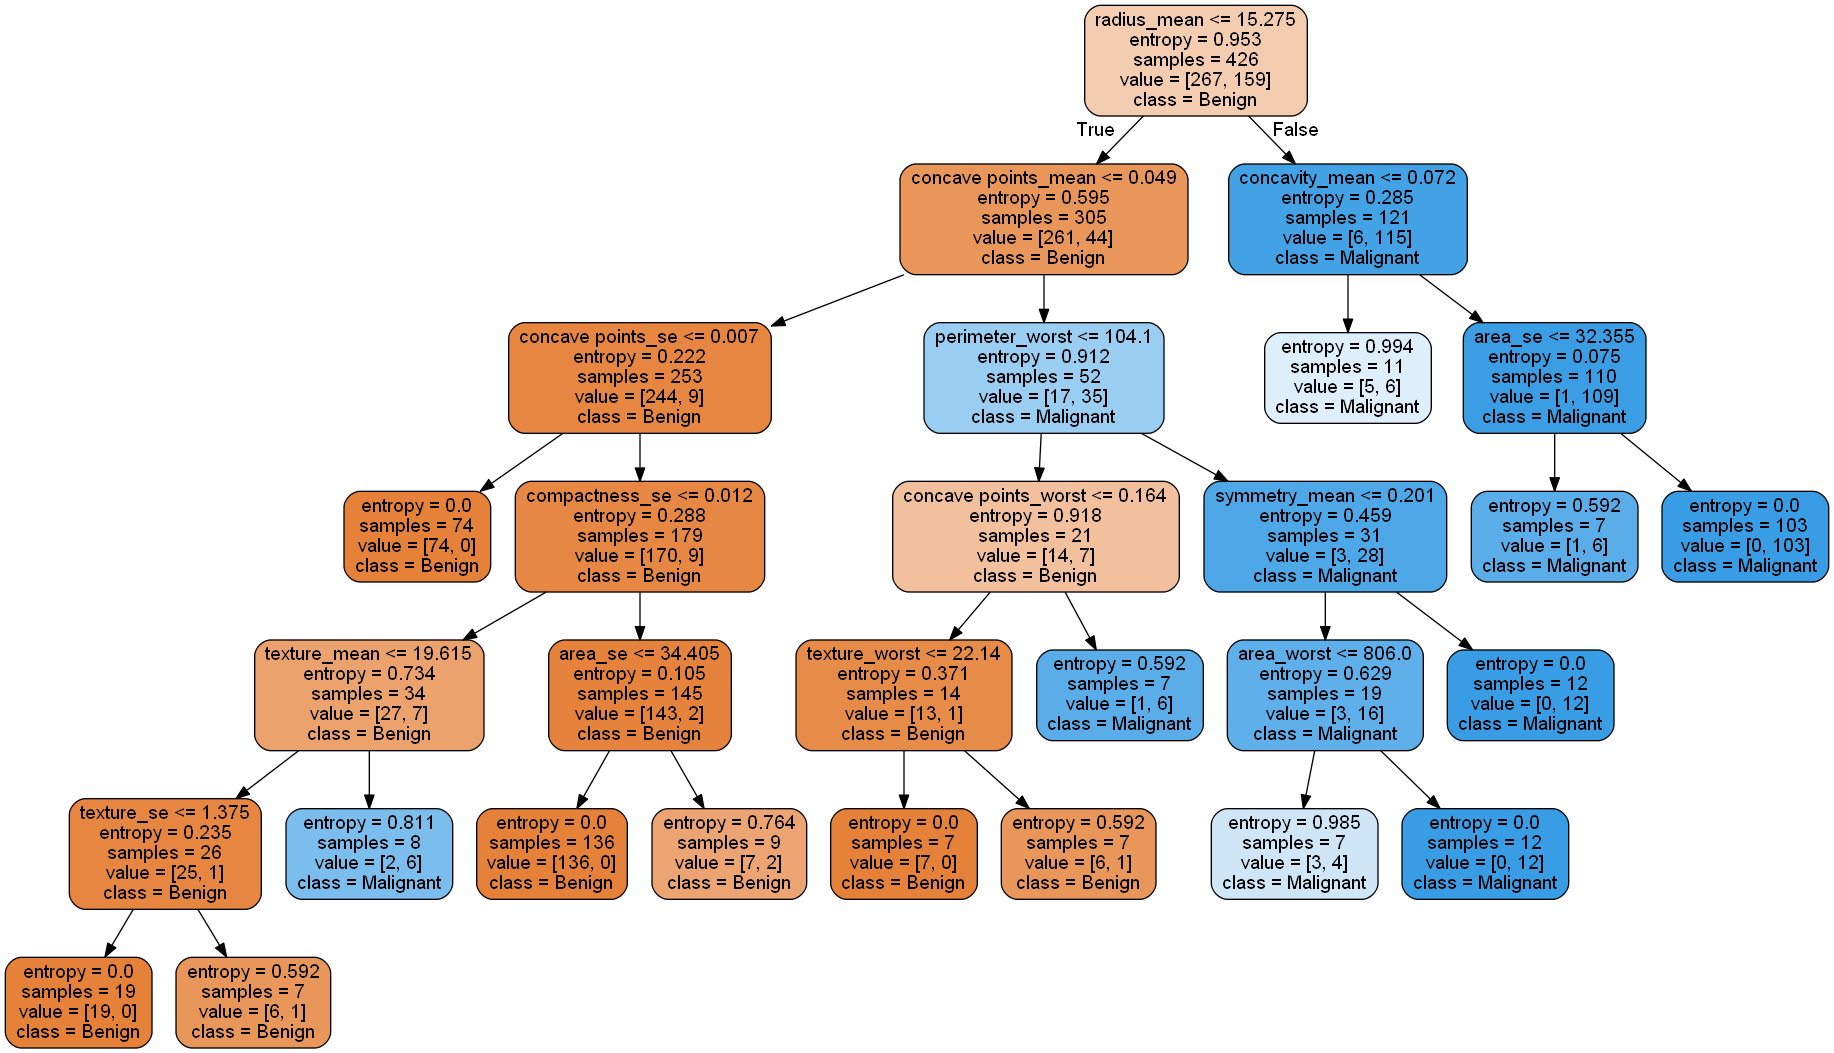 radius_mean <= 15.275
entropy = 0.953
samples = 426
value = [267, 159]
class = Benign
True
False
concave points_mean <= 0.049
entropy = 0.595
samples = 305
value = [261, 44]
class = Benign
concavity_mean <= 0.072
entropy = 0.285
samples = 121
value = [6, 115]
class = Malignant
concave points_se <= 0.007
entropy = 0.222
samples = 253
value = [244, 9]
class = Benign
perimeter_worst <= 104.1
entropy = 0.912
samples = 52
value = [17, 35]
class = Malignant
entropy = 0.994
samples = 11
value = [5, 6]
class = Malignant
area_se <= 32.355
entropy = 0.075
samples = 110
value = [1, 109]
class = Malignant
entropy = 0.0
samples = 74
value = [74, 0]
class = Benign
compactness_se <= 0.012
entropy = 0.288
samples = 179
value = [170, 9]
class = Benign
concave points_worst <= 0.164
entropy = 0.918
samples = 21
value = [14, 7]
class = Benign
symmetry_mean <= 0.201
entropy = 0.459
samples = 31
value = [3, 28]
class = Malignant
entropy = 0.592
samples = 7
value = [1, 6]
class = Malignant
entropy = 0.0
samples = 103
value = [0, 103]
class = Malignant
texture_mean <= 19.615
entropy = 0.734
samples = 34
value = [27, 7]
class = Benign
area_se <= 34.405
entropy = 0.105
samples = 145
value = [143, 2]
class = Benign
texture_worst <= 22.14
entropy = 0.371
samples = 14
value = [13, 1]
class = Benign
entropy = 0.592
samples = 7
value = [1, 6]
class = Malignant
area_worst <= 806.0
entropy = 0.629
samples = 19
value = [3, 16]
class = Malignant
entropy = 0.0
samples = 12
value = [0, 12]
class = Malignant
texture_se <= 1.375
entropy = 0.235
samples = 26
value = [25, 1]
class = Benign
entropy = 0.811
samples = 8
value = [2, 6]
class = Malignant
entropy = 0.0
samples = 136
value = [136, 0]
class = Benign
entropy = 0.764
samples = 9
value = [7, 2]
class = Benign
entropy = 0.0
samples = 7
value = [7, 0]
class = Benign
entropy = 0.592
samples = 7
value = [6, 1]
class = Benign
entropy = 0.985
samples = 7
value = [3, 4]
class = Malignant
entropy = 0.0
samples = 12
value = [0, 12]
class = Malignant
entropy = 0.0
samples = 19
value = [19, 0]
class = Benign
entropy = 0.592
samples = 7
value = [6, 1]
class = Benign